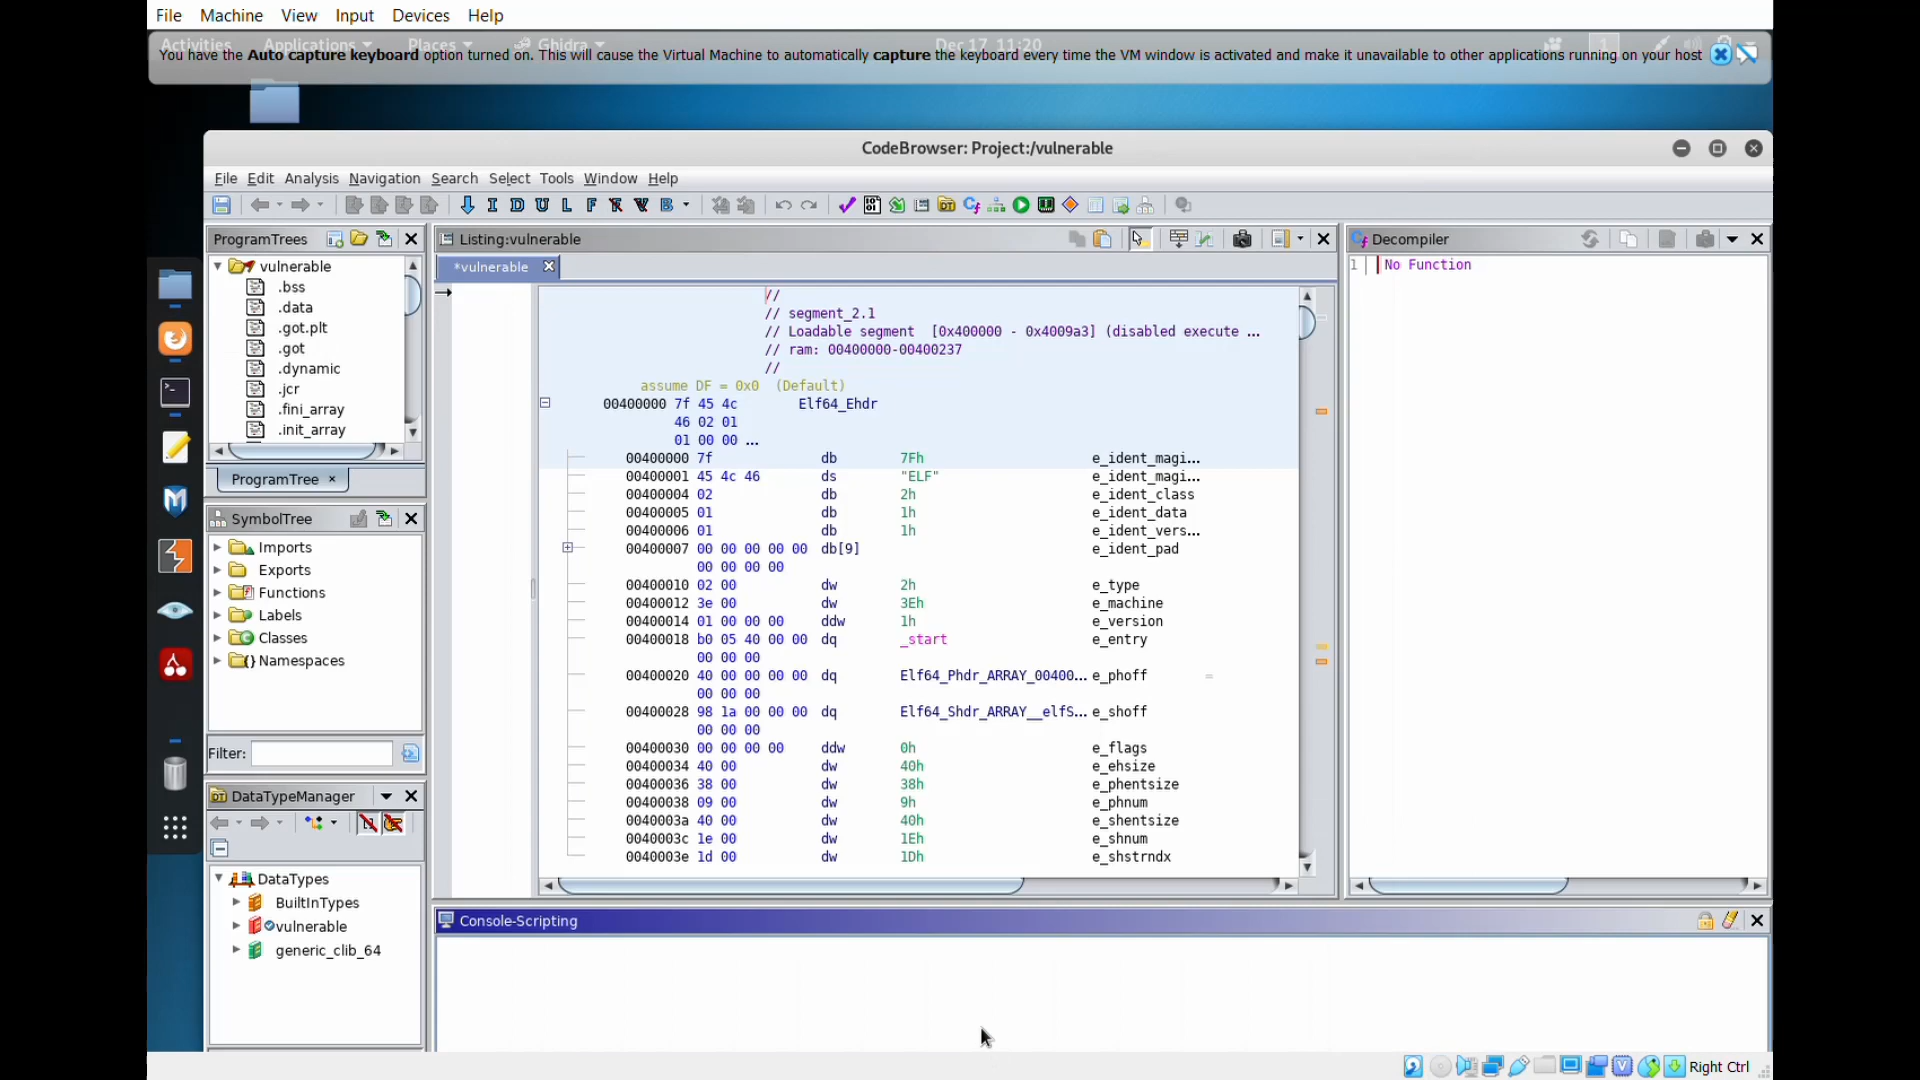 File Machine View Input Devices Help
Activities Applications Places Ghidra Dec 17, 11:20 1
You have the Auto capture keyboard option turned on. This will cause the Virtual Machine to automatically capture the keyboard every time the VM window is activated and make it unavailable to other applications running on your host
CodeBrowser: Project:/vulnerable
File Edit Analysis Navigation Search Select Tools Window Help
I D U L F B
ProgramTrees
vulnerable
.bss
.data
.got.plt
.got
.dynamic
.jcr
.fini_array
.init_array
ProgramTree ×
SymbolTree
Imports
Exports
Functions
Labels
Classes
Namespaces
Filter:
DataTypeManager
DataTypes
BuiltInTypes
vulnerable
generic_clib_64
Listing:vulnerable
*vulnerable
//
// segment_2.1
// Loadable segment [0x400000 - 0x4009a3] (disabled execute ...
// ram: 00400000-00400237
//
assume DF = 0x0 (Default)
00400000 7f 45 4c Elf64_Ehdr
46 02 01
01 00 00 ...
00400000 7f db 7Fh e_ident_magi...
00400001 45 4c 46 ds "ELF" e_ident_magi...
00400004 02 db 2h e_ident_class
00400005 01 db 1h e_ident_data
00400006 01 db 1h e_ident_vers...
00400007 00 00 00 00 00 db[9] e_ident_pad
00 00 00 00
00400010 02 00 dw 2h e_type
00400012 3e 00 dw 3Eh e_machine
00400014 01 00 00 00 ddw 1h e_version
00400018 b0 05 40 00 00 dq _start e_entry
00 00 00
00400020 40 00 00 00 00 dq Elf64_Phdr_ARRAY_00400... e_phoff =
00 00 00
00400028 98 1a 00 00 00 dq Elf64_Shdr_ARRAY__elfS... e_shoff
00 00 00
00400030 00 00 00 00 ddw 0h e_flags
00400034 40 00 dw 40h e_ehsize
00400036 38 00 dw 38h e_phentsize
00400038 09 00 dw 9h e_phnum
0040003a 40 00 dw 40h e_shentsize
0040003c 1e 00 dw 1Eh e_shnum
0040003e 1d 00 dw 1Dh e_shstrndx
Decompiler
1 No Function
Console-Scripting
Right Ctrl